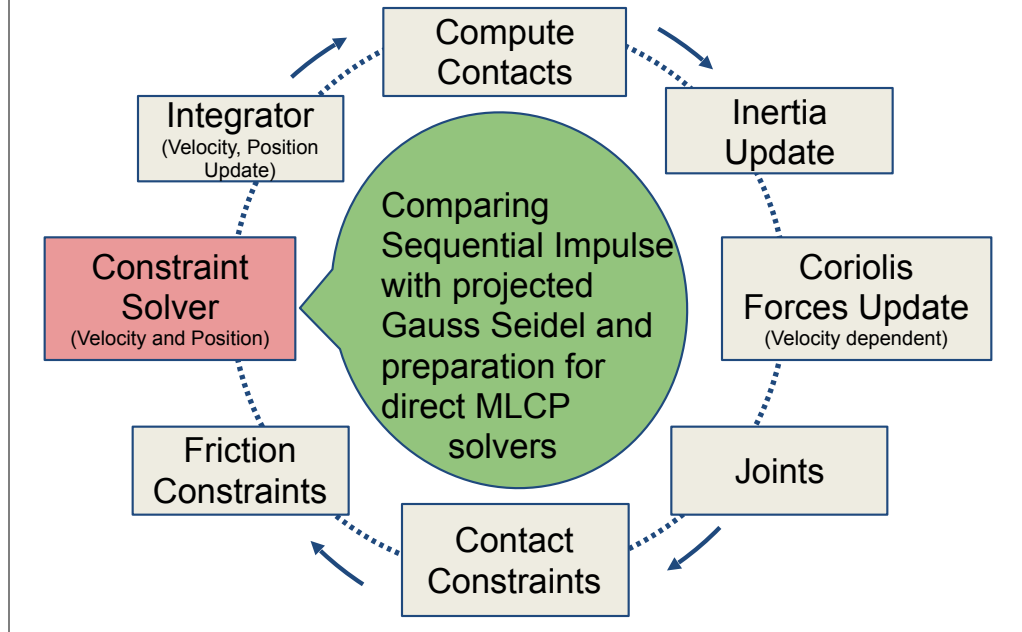 Compute
Contacts
Inertia
Update
Coriolis
Forces Update
(Velocity dependent)
Joints
Contact
Constraints
Friction
Constraints
Constraint
Solver
(Velocity and Position)
Integrator
(Velocity, Position
Update)
Comparing
Sequential Impulse
with projected
Gauss Seidel and
preparation for
direct MLCP
solvers